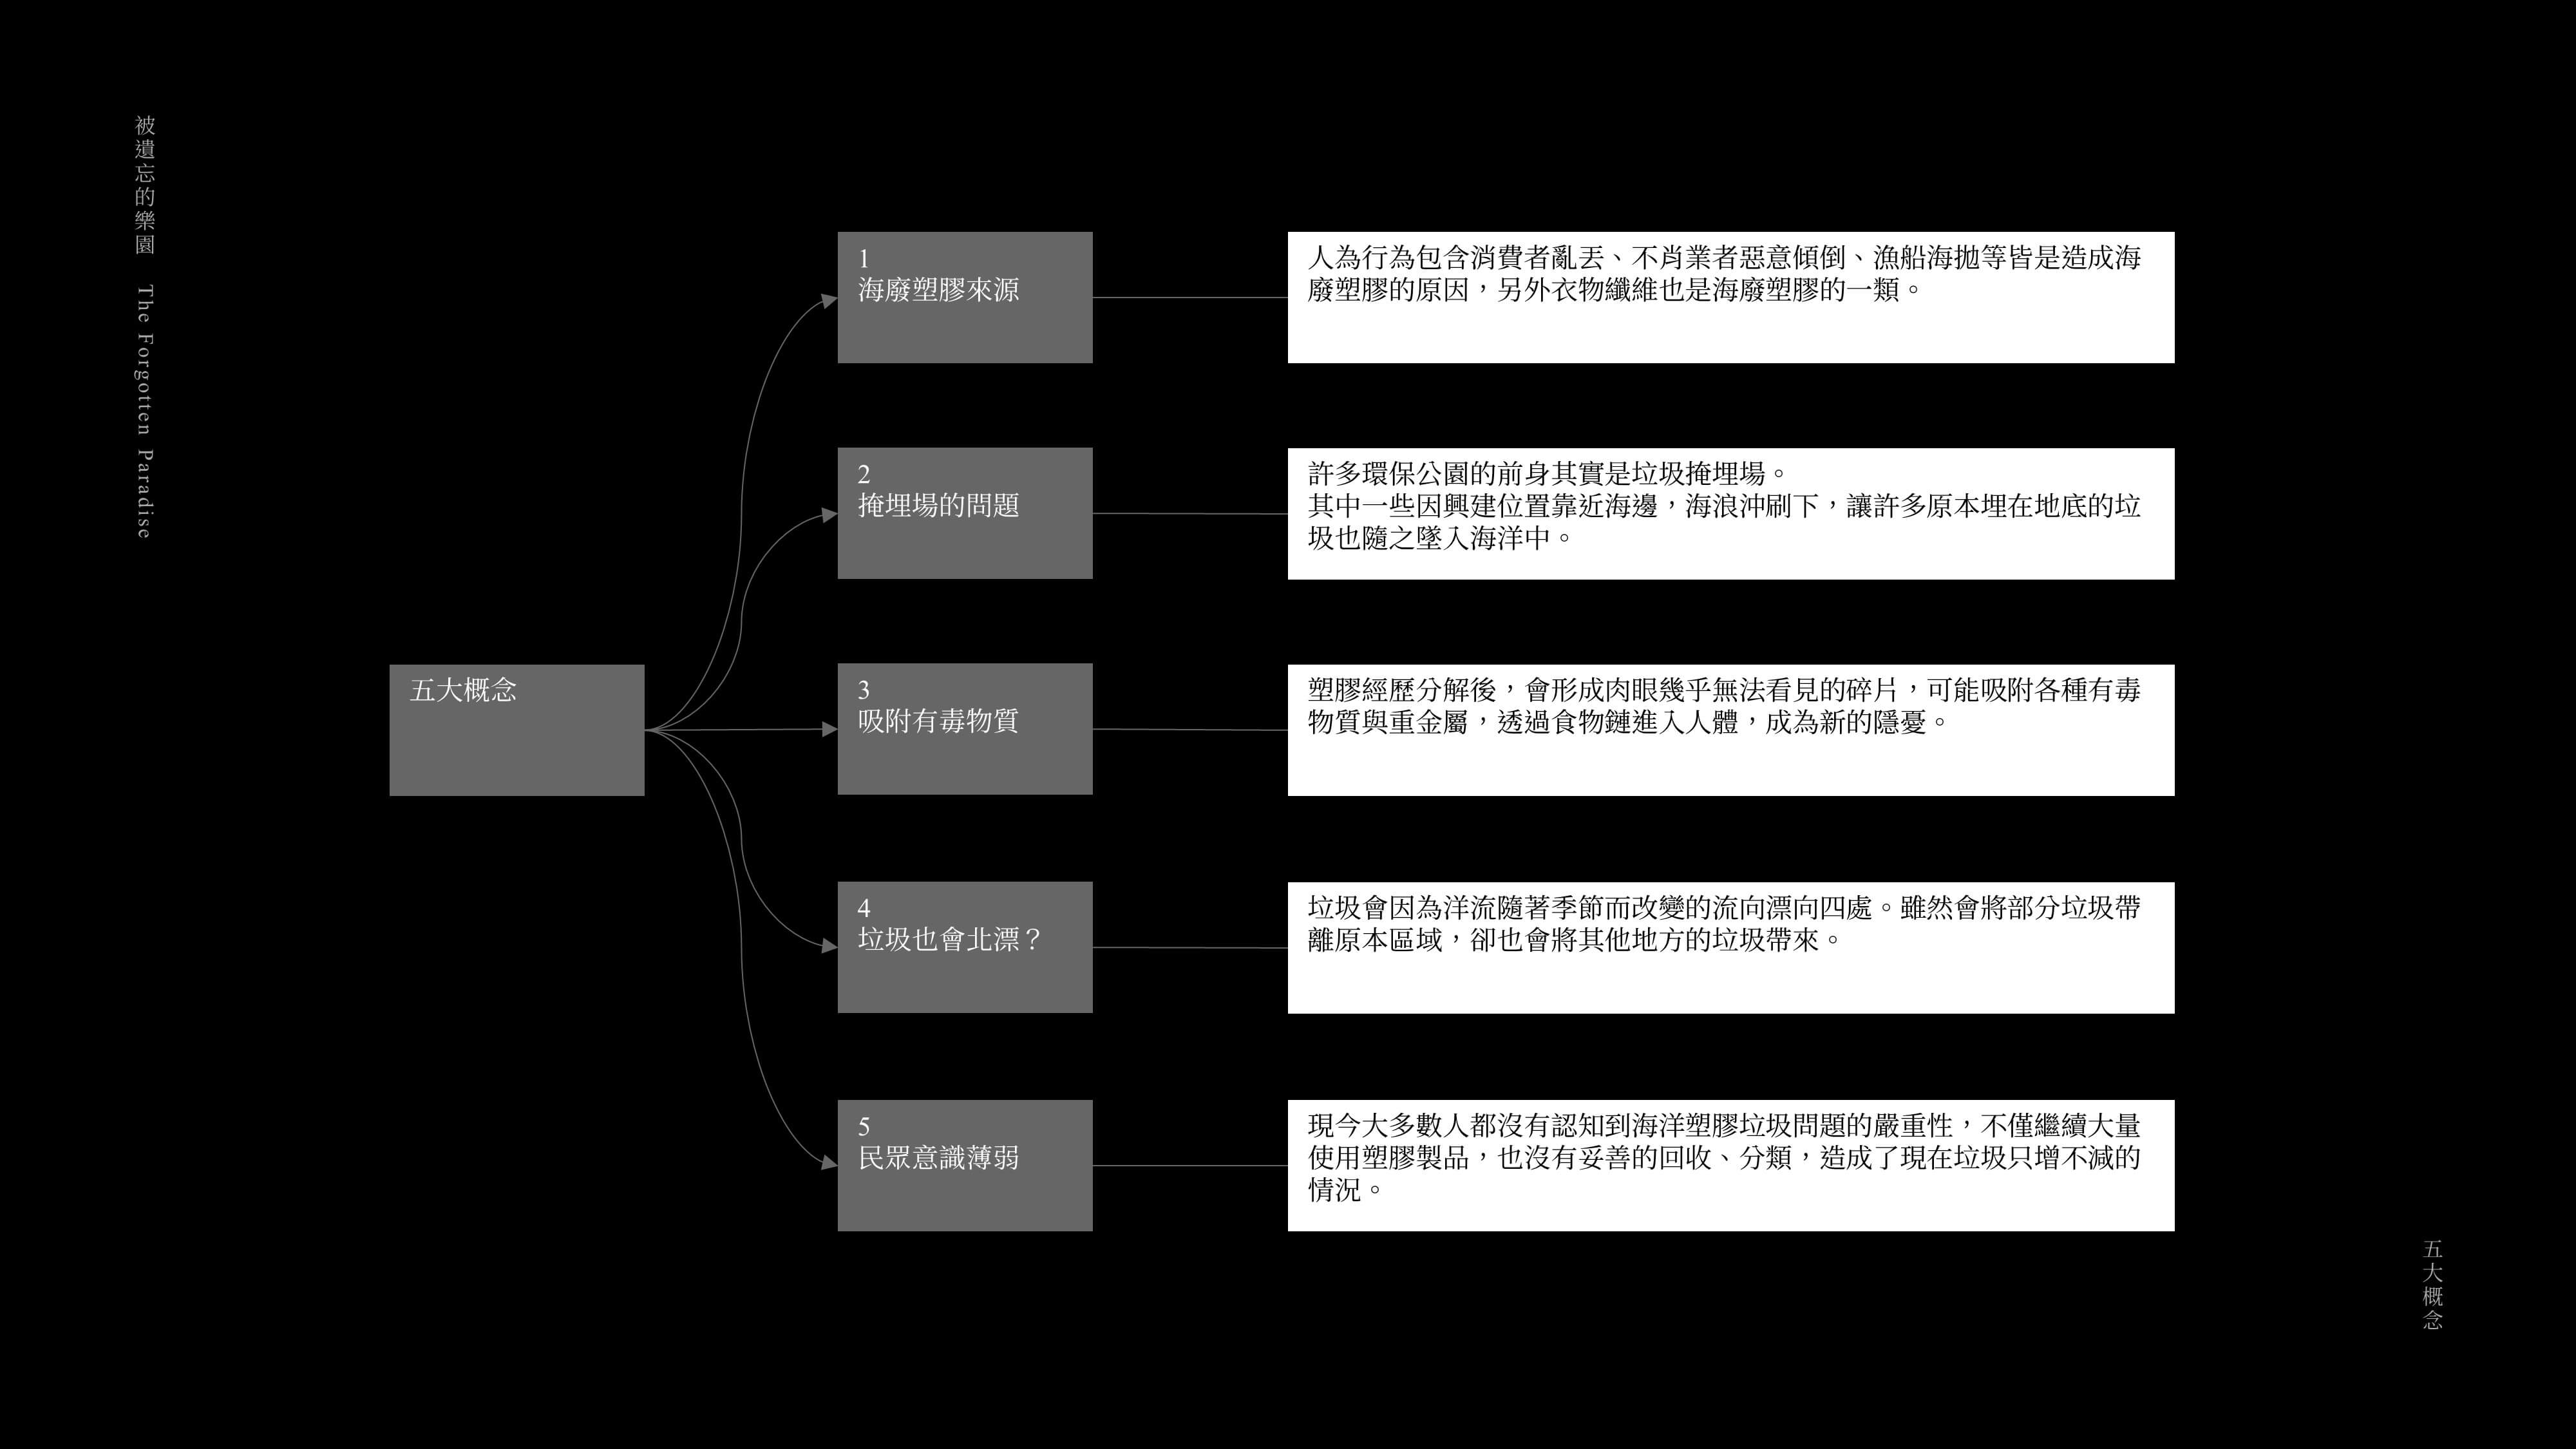 被遺忘的樂園 The Forgotten Paradise
五大概念
1
海廢塑膠來源
人為行為包含消費者亂丟、不肖業者惡意傾倒、漁船海拋等皆是造成海
廢塑膠的原因，另外衣物纖維也是海廢塑膠的一類。
2
掩埋場的問題
許多環保公園的前身其實是垃圾掩埋場。
其中一些因興建位置靠近海邊，海浪沖刷下，讓許多原本埋在地底的垃
圾也隨之墜入海洋中。
3
吸附有毒物質
塑膠經歷分解後，會形成肉眼幾乎無法看見的碎片，可能吸附各種有毒
物質與重金屬，透過食物鏈進入人體，成為新的隱憂。
4
垃圾也會北漂？
垃圾會因為洋流隨著季節而改變的流向漂向四處。雖然會將部分垃圾帶
離原本區域，卻也會將其他地方的垃圾帶來。
5
民眾意識薄弱
現今大多數人都沒有認知到海洋塑膠垃圾問題的嚴重性，不僅繼續大量
使用塑膠製品，也沒有妥善的回收、分類，造成了現在垃圾只增不減的
情況。
五大概念